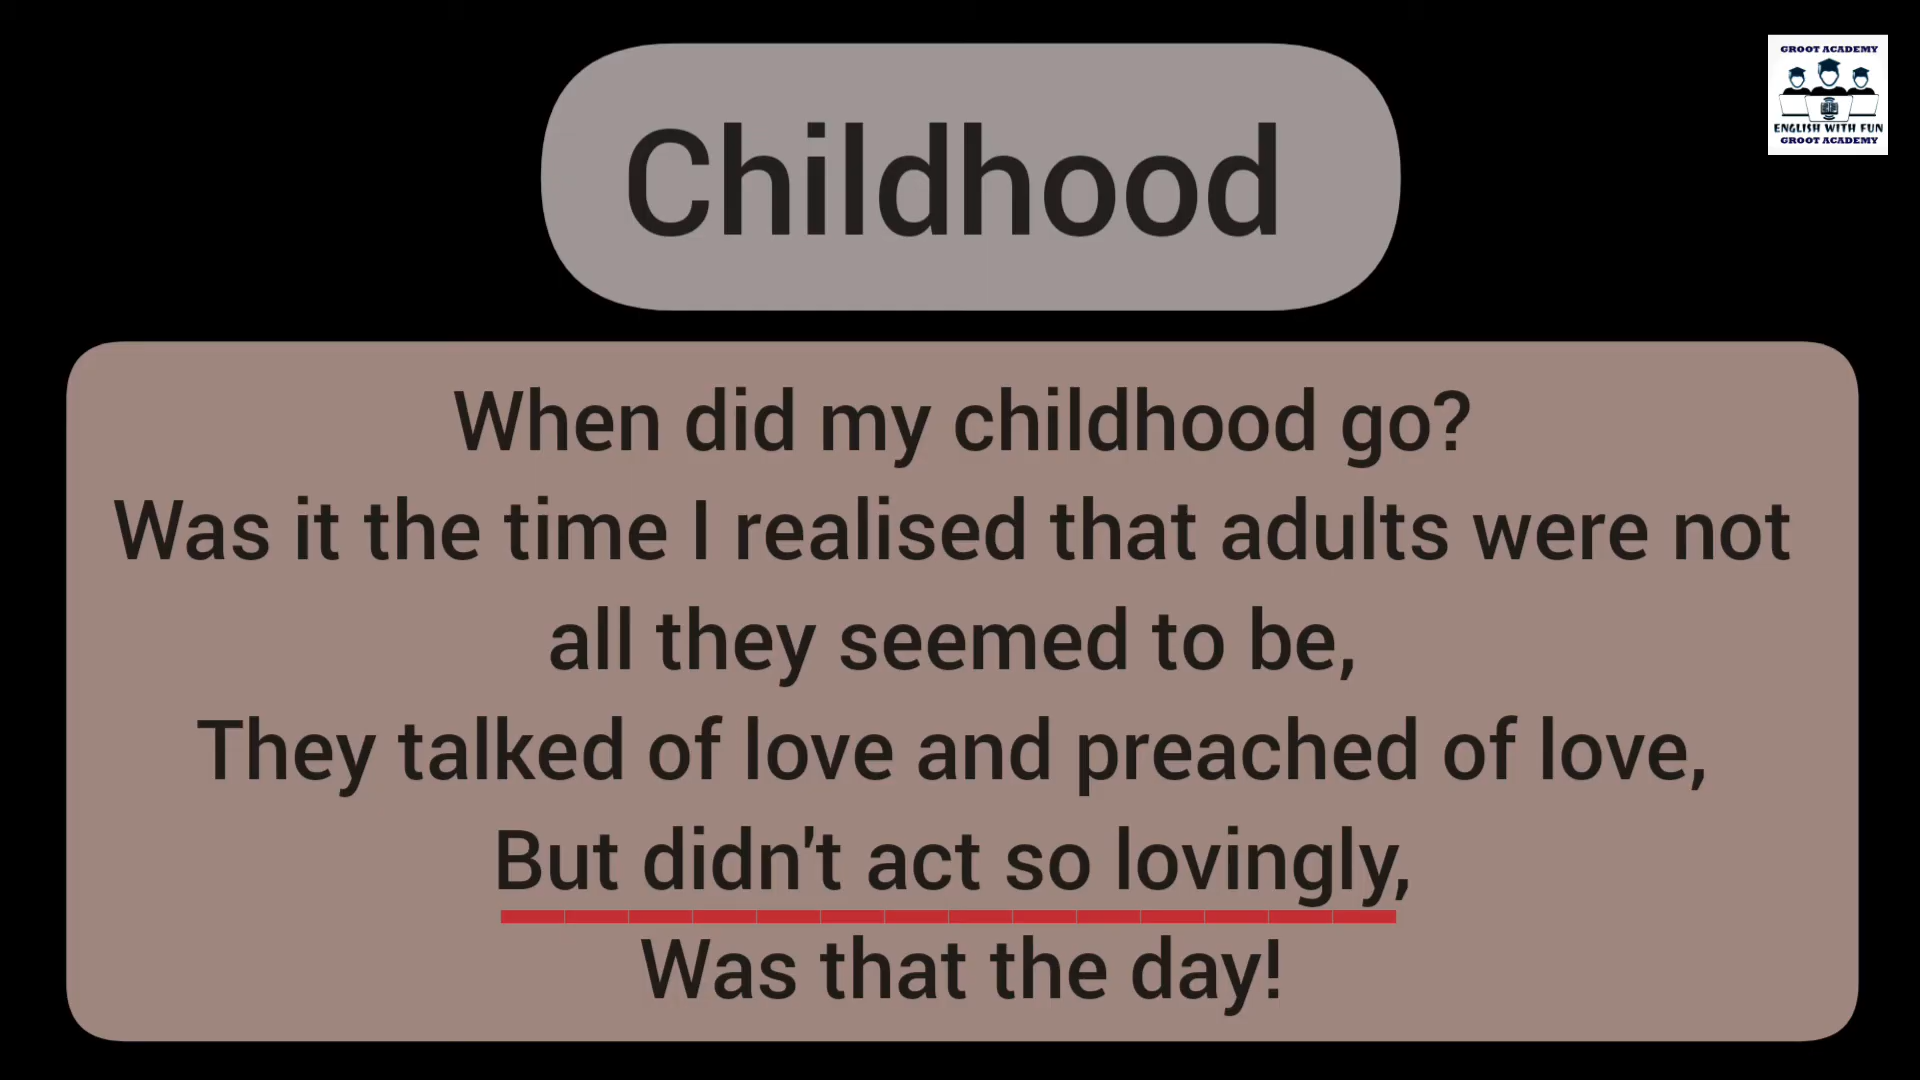 GROOT ACADEMY
ENGLISH WITH FUN
GROOT ACADEMY
Childhood
When did my childhood go?
Was it the time I realised that adults were not
all they seemed to be,
They talked of love and preached of love,
But didn't act so lovingly,
Was that the day!